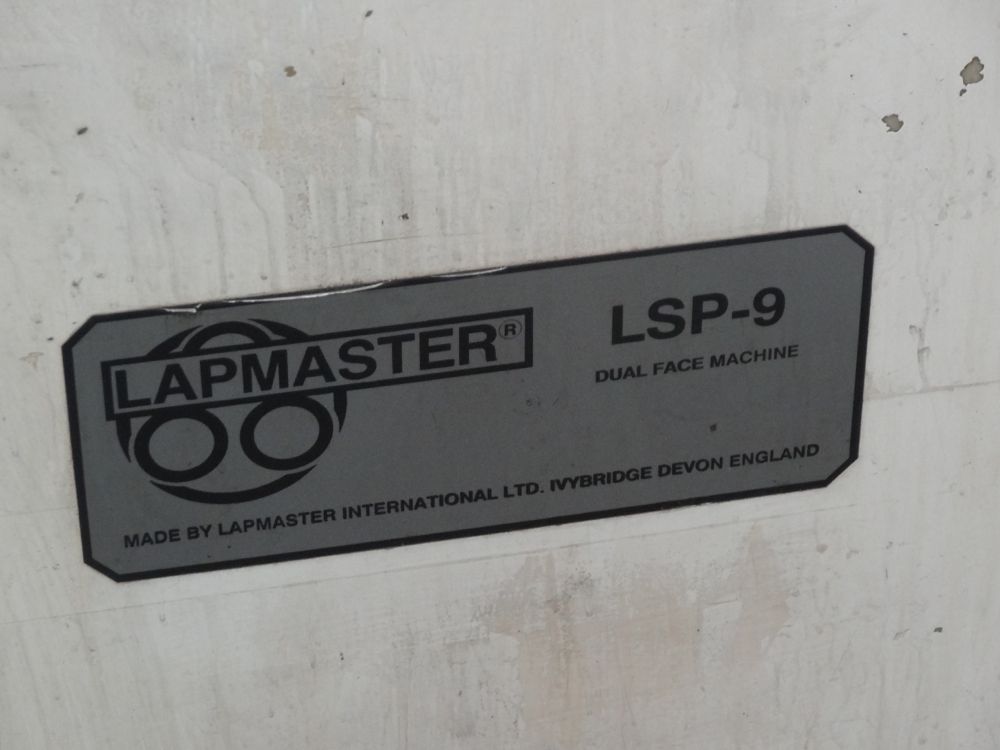 LAPMASTER®
LSP-9
DUAL FACE MACHINE
MADE BY LAPMASTER INTERNATIONAL LTD. IVYBRIDGE DEVON ENGLAND